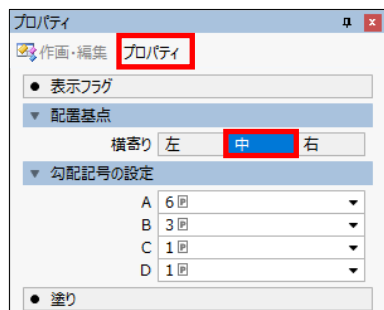 プロパティ
作画・編集 プロパティ
● 表示フラグ
▼ 配置基点
横寄り 左 中 右
▼ 勾配記号の設定
A 6 P
B 3 P
C 1 P
D 1 P
● 塗り